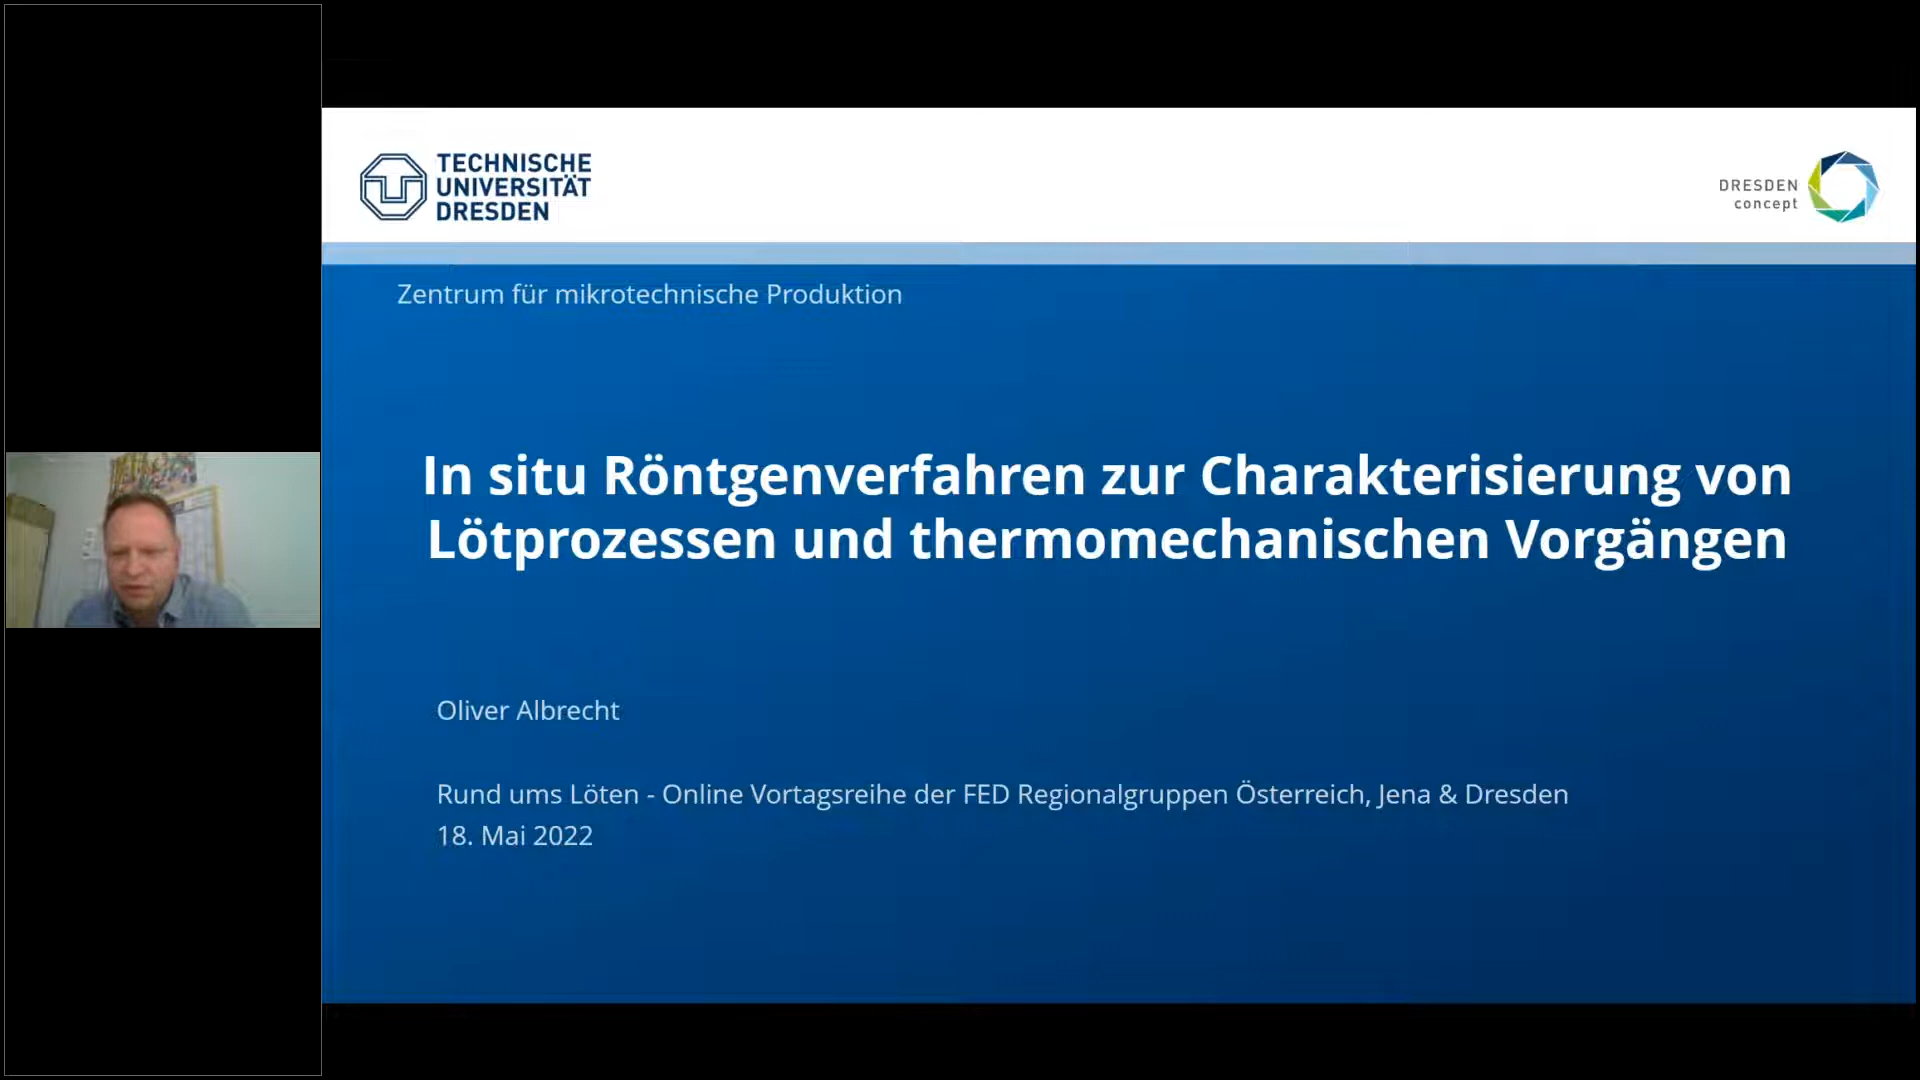 TECHNISCHE
UNIVERSITÄT
DRESDEN
DRESDEN
concept
Zentrum für mikrotechnische Produktion
In situ Röntgenverfahren zur Charakterisierung von
Lötprozessen und thermomechanischen Vorgängen
Oliver Albrecht
Rund ums Löten - Online Vortagsreihe der FED Regionalgruppen Österreich, Jena & Dresden
18. Mai 2022